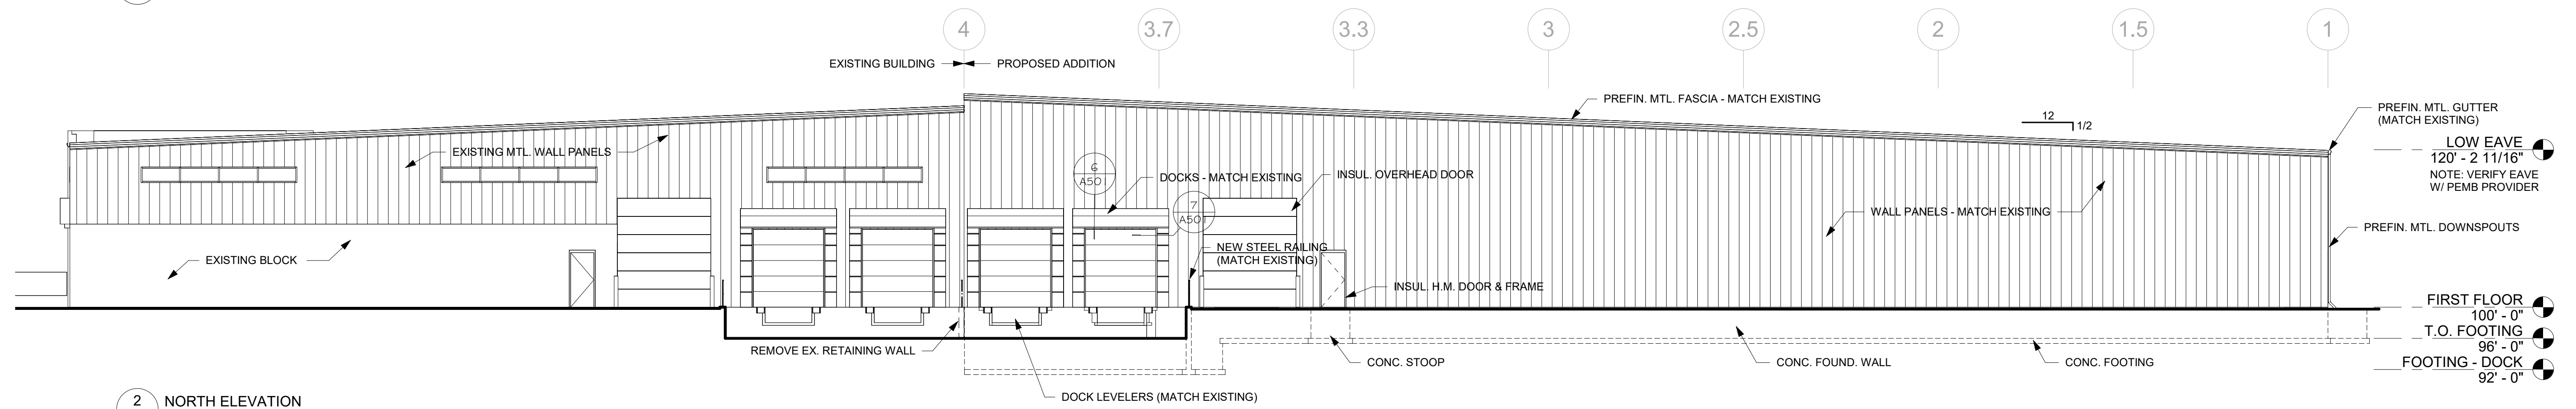 4
3.7
3.3
3
2.5
2
1.5
1
EXISTING BUILDING
PROPOSED ADDITION
PREFIN. MTL. FASCIA - MATCH EXISTING
12
1/2
PREFIN. MTL. GUTTER
(MATCH EXISTING)
LOW EAVE
120' - 2 11/16"
NOTE: VERIFY EAVE
W/ PEMB PROVIDER
EXISTING MTL. WALL PANELS
6
A501
DOCKS - MATCH EXISTING
INSUL. OVERHEAD DOOR
7
A501
WALL PANELS - MATCH EXISTING
PREFIN. MTL. DOWNSPOUTS
EXISTING BLOCK
NEW STEEL RAILING
(MATCH EXISTING)
INSUL. H.M. DOOR & FRAME
FIRST FLOOR
100' - 0"
T.O. FOOTING
96' - 0"
REMOVE EX. RETAINING WALL
CONC. STOOP
CONC. FOUND. WALL
CONC. FOOTING
FOOTING - DOCK
92' - 0"
DOCK LEVELERS (MATCH EXISTING)
2
NORTH ELEVATION